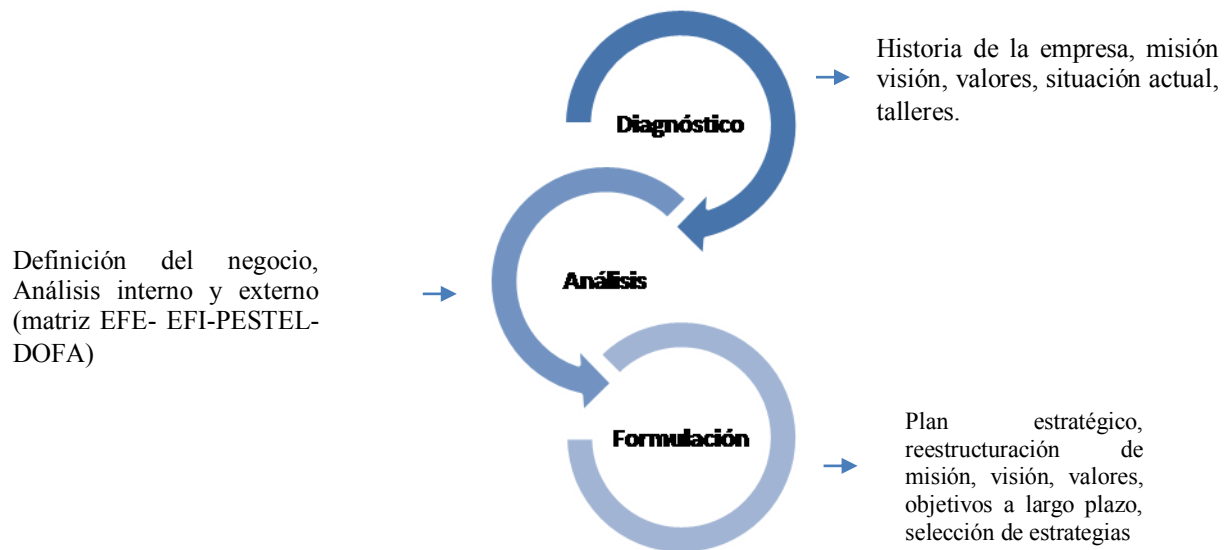 Historia de la empresa, misión
visión, valores, situación actual,
talleres.
Diagnóstico
Definición del negocio,
Análisis interno y externo
(matriz EFE- EFI-PESTEL-
DOFA)
Análisis
Formulación
Plan estratégico,
reestructuración de
misión, visión, valores,
objetivos a largo plazo,
selección de estrategias